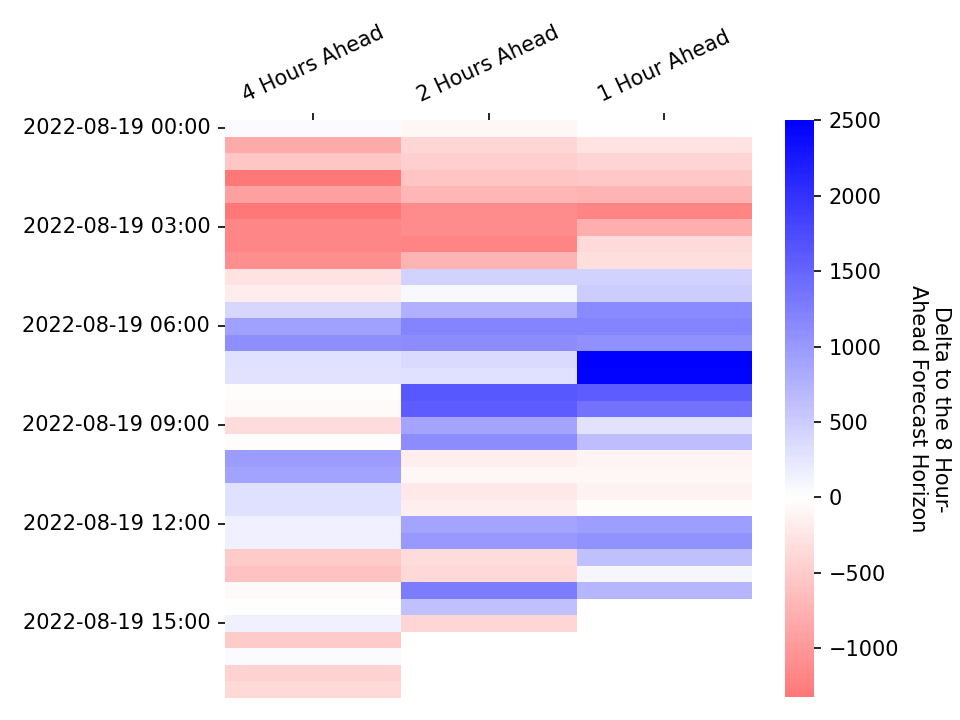 4 Hours Ahead
2 Hours Ahead
1 Hour Ahead
2022-08-19 00:00
2022-08-19 03:00
2022-08-19 06:00
2022-08-19 09:00
2022-08-19 12:00
2022-08-19 15:00
2500
2000
1500
1000
500
0
−500
−1000
Delta to the 8 Hour-
Ahead Forecast Horizon